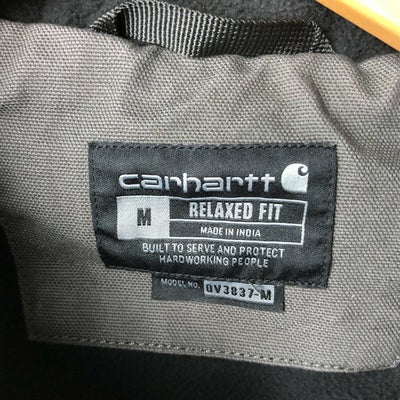 carhartt
M RELAXED FIT
MADE IN INDIA
BUILT TO SERVE AND PROTECT
HARDWORKING PEOPLE
MODEL NO. OV3837-M